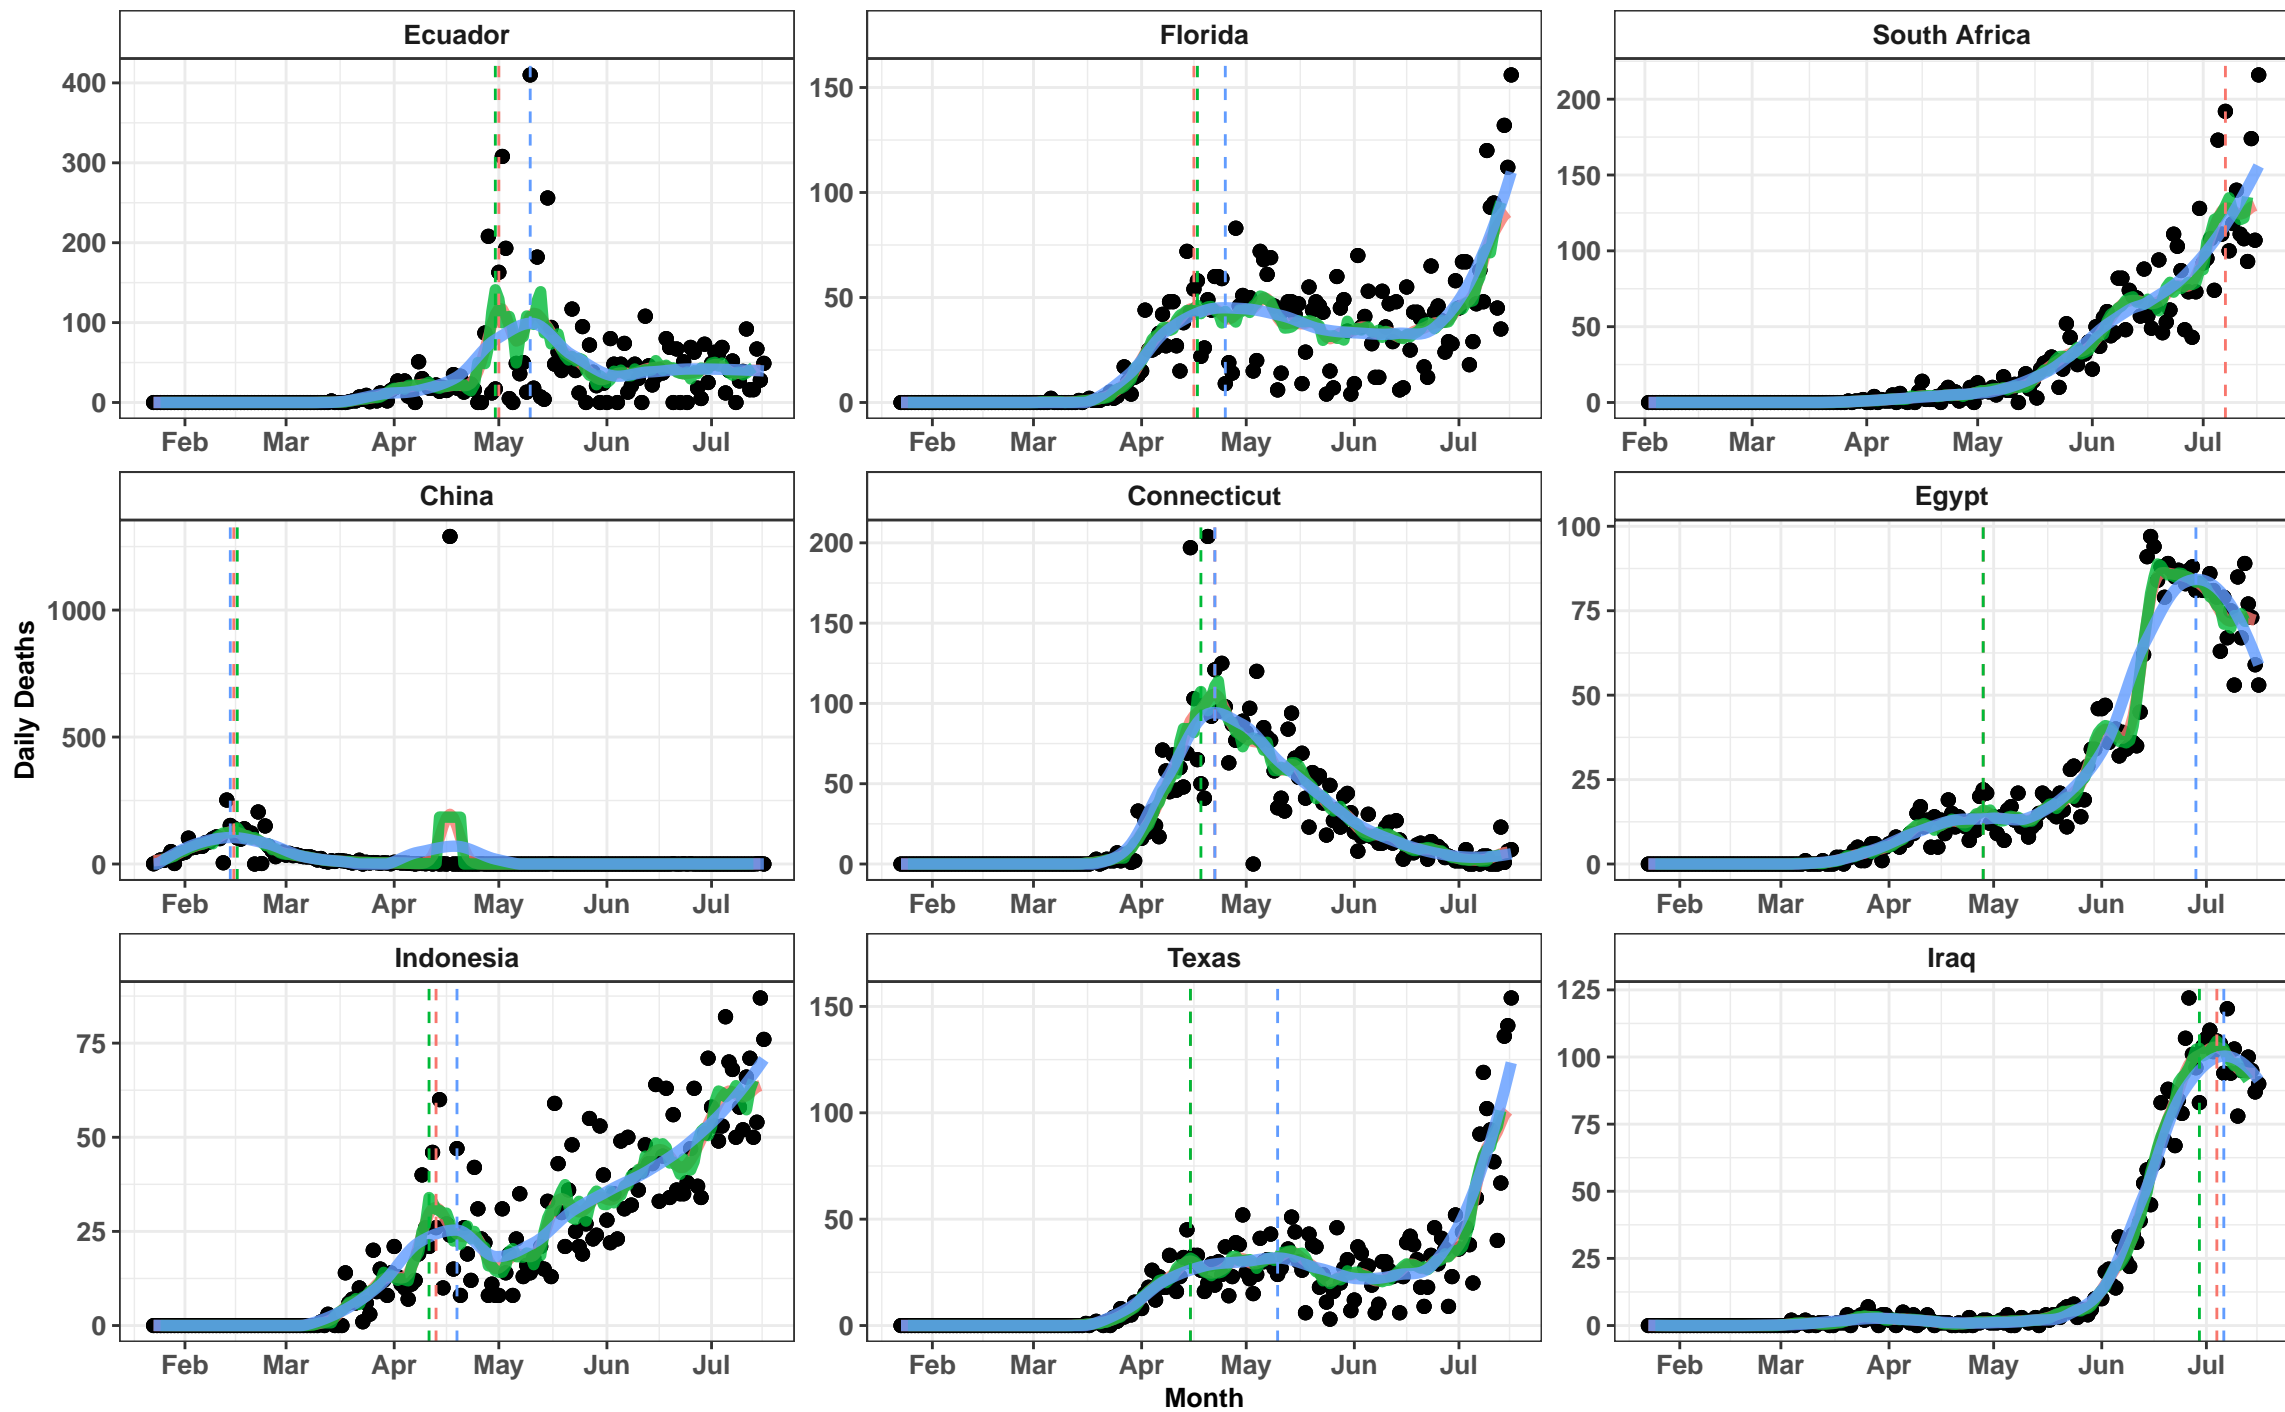 Ecuador Florida South Africa
400 150 200
300 150
100
200 100
50
100 50
0 0 0
Feb Mar Apr May Jun Jul Feb Mar Apr May Jun Jul Feb Mar Apr May Jun Jul
China Connecticut Egypt
200 100
1000 150 75
100 50
500
50 25
0 0 0
Feb Mar Apr May Jun Jul Feb Mar Apr May Jun Jul Feb Mar Apr May Jun Jul
Daily Deaths
Indonesia Texas Iraq
125
150
75 100
100
50 75
50
25 50
25
0 0 0
Feb Mar Apr May Jun Jul Feb Mar Apr May Jun Jul Feb Mar Apr May Jun Jul
Month